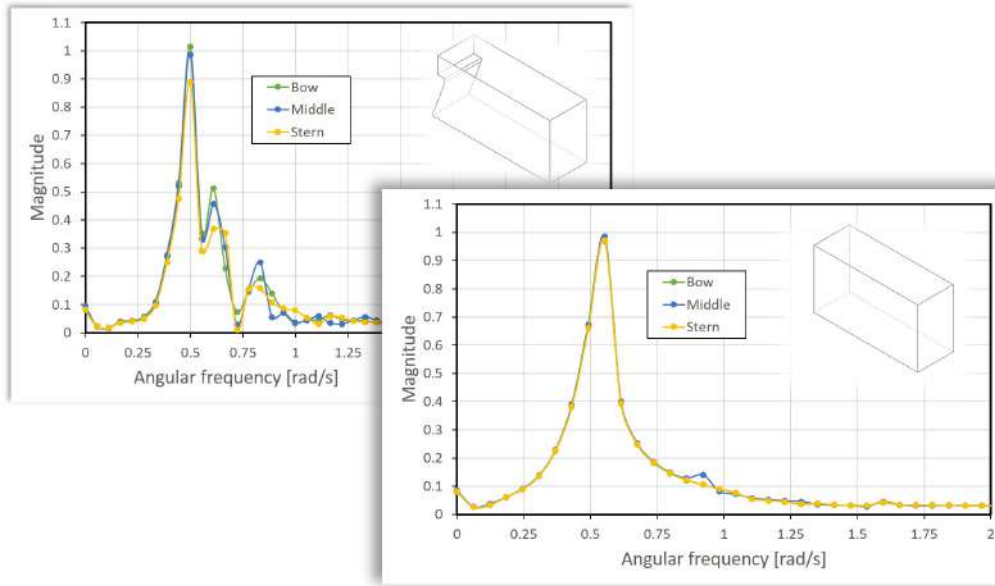 1.1
1
0.9
0.8
0.7
0.6
0.5
0.4
0.3
0.2
0.1
0
Magnitude
Bow
Middle
Stern
0 0.25 0.5 0.75 1 1.25
Angular frequency [rad/s]
1.1
1
0.9
0.8
0.7
0.6
0.5
0.4
0.3
0.2
0.1
0
Magnitude
Bow
Middle
Stern
0 0.25 0.5 0.75 1 1.25 1.5 1.75 2
Angular frequency [rad/s]